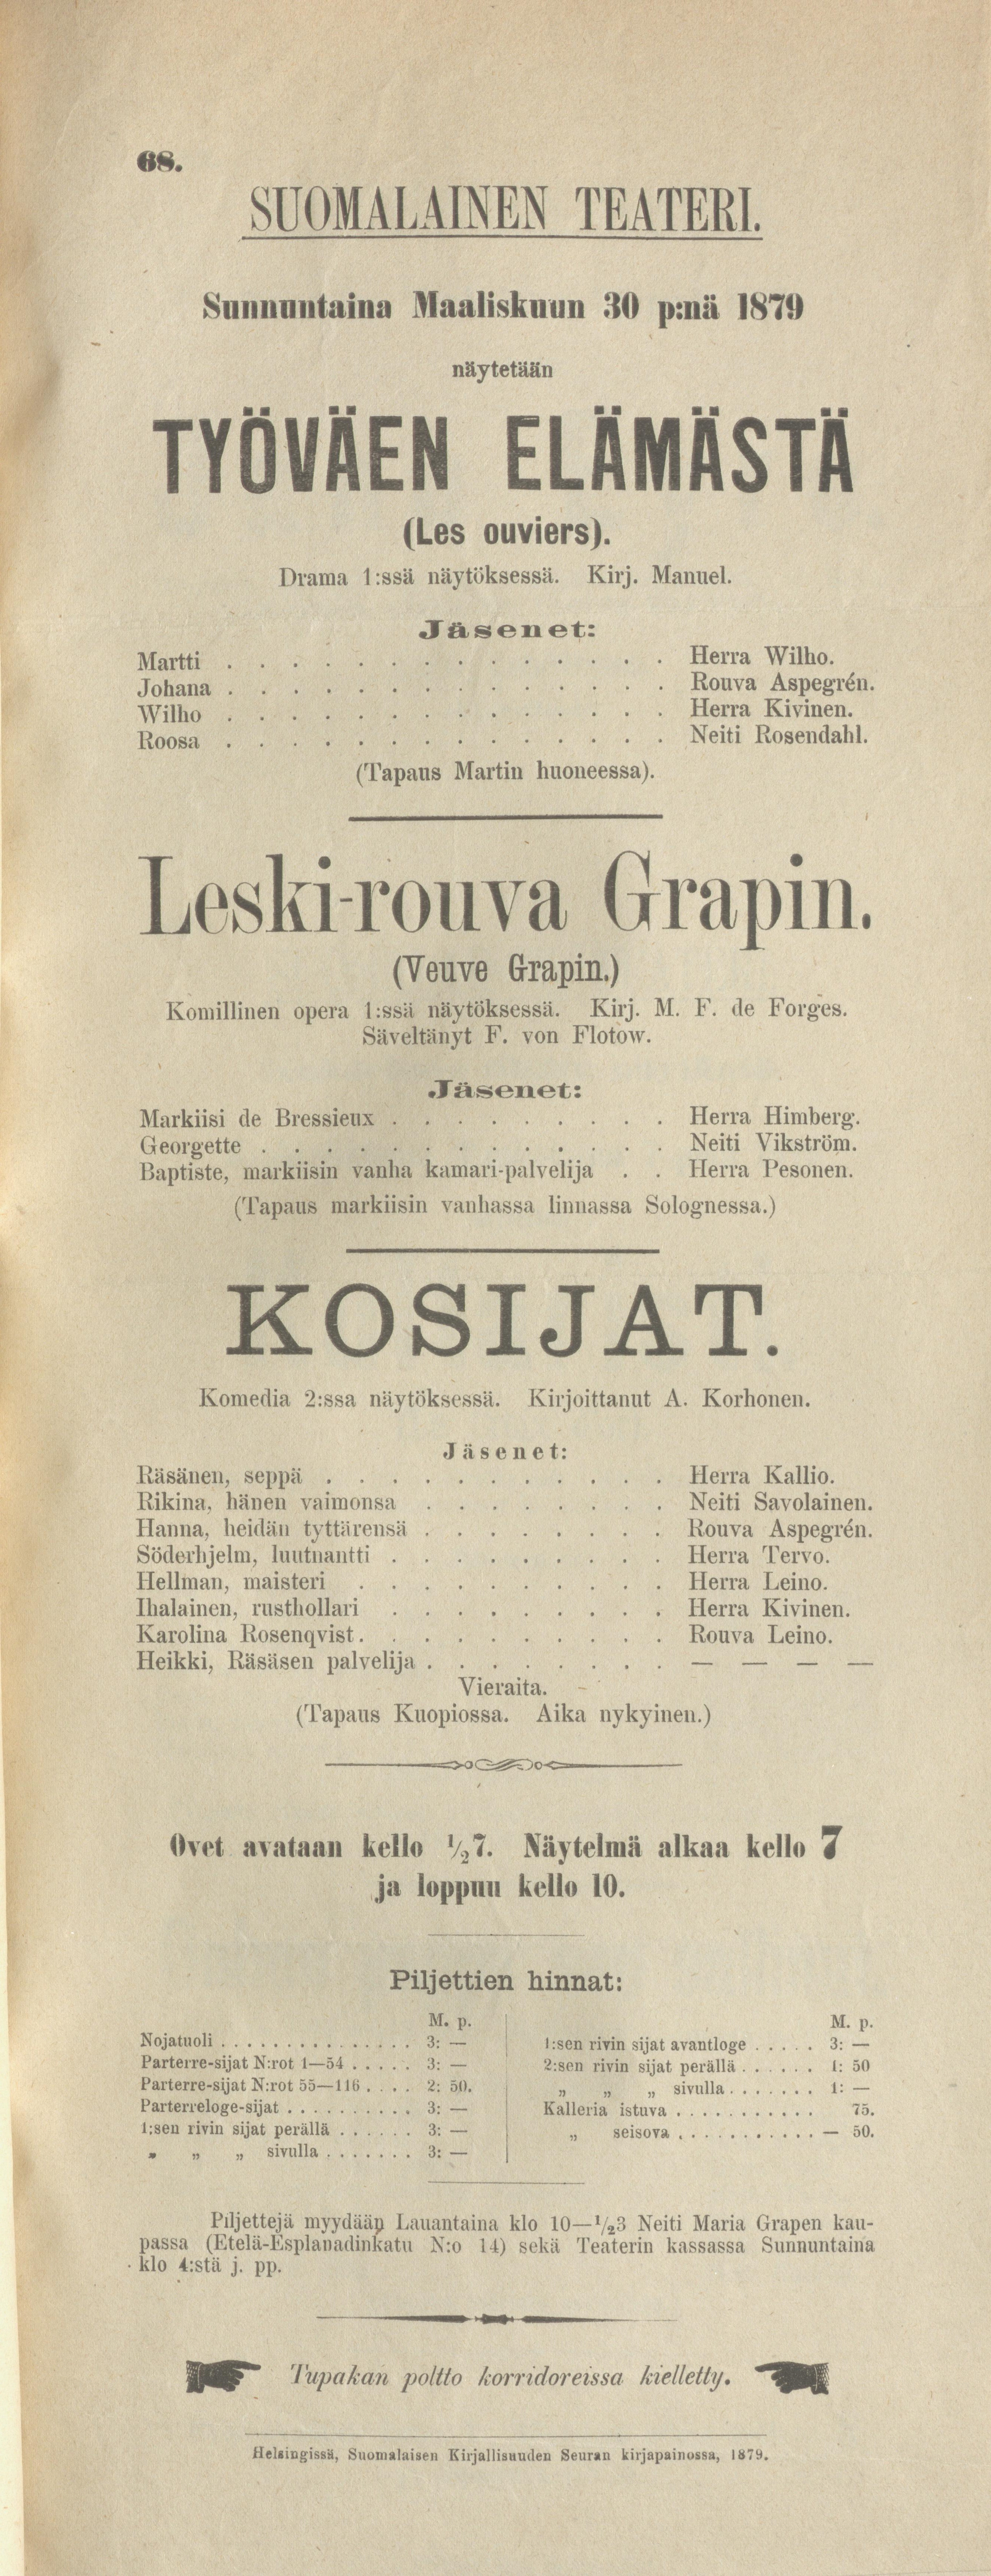 68.
SUOMALAINEN TEATERI.
Sunnuntaina Maaliskuun 30 p:nä 1879
näytetään
TYÖVÄEN ELÄMÄSTÄ
(Les ouviers).
Drama 1:ssä näytöksessä. Kirj. Manuel.
Jäsenet:
Martti . . . . . . . . . . . . . . Herra Wilho.
Johana . . . . . . . . . . . . . . Rouva Aspegrén.
Wilho . . . . . . . . . . . . . . Herra Kivinen.
Roosa . . . . . . . . . . . . . . Neiti Rosendahl.
(Tapaus Martin huoneessa).
Leski-rouva Grapin.
(Veuve Grapin.)
Komillinen opera 1:ssä näytöksessä. Kirj. M. F. de Forges.
Säveltänyt F. von Flotow.
Jäsenet:
Markiisi de Bressieux . . . . . . . . . Herra Himberg.
Georgette . . . . . . . . . . . . . Neiti Vikström.
Baptiste, markiisin vanha kamari-palvelija . . Herra Pesonen.
(Tapaus markiisin vanhassa linnassa Solognessa.)
KOSIJAT.
Komedia 2:ssa näytöksessä. Kirjoittanut A. Korhonen.
Jäsenet:
Räsänen, seppä . . . . . . . . . . . Herra Kallio.
Rikina, hänen vaimonsa . . . . . . . . Neiti Savolainen.
Hanna, heidän tyttärensä . . . . . . . . Rouva Aspegrén.
Söderhjelm, luutnantti . . . . . . . . . Herra Tervo.
Hellman, maisteri . . . . . . . . . . Herra Leino.
Ihalainen, rusthollari . . . . . . . . . Herra Kivinen.
Karolina Rosenqvist . . . . . . . . . . Rouva Leino.
Heikki, Räsäsen palvelija . . . . . . . . — — — —
Vieraita.
(Tapaus Kuopiossa. Aika nykyinen.)
Ovet avataan kello ½7. Näytelmä alkaa kello 7
ja loppuu kello 10.
Piljettien hinnat:
M. p.
Nojatuoli . . . . . . . . . . . . . . 3: —
Parterre-sijat N:rot 1—54 . . . . . 3: —
Parterre-sijat N:rot 55—116 . . . . 2: 50.
Parterreloge-sijat . . . . . . . . . . 3: —
1:sen rivin sijat perällä . . . . . . 3: —
„ „ „ sivulla . . . . . . . 3: —
M. p.
1:sen rivin sijat avantloge . . . . . 3: —
2:sen rivin sijat perällä . . . . . . 1: 50
„ „ „ sivulla . . . . . . . 1: —
Kalleria istuva . . . . . . . . . . . 75.
„ seisova . . . . . . . . . . . — 50.
Piljettejä myydään Lauantaina klo 10—½3 Neiti Maria Grapen kau-
passa (Etelä-Esplanadinkatu N:o 14) sekä Teaterin kassassa Sunnuntaina
klo 4:stä j. pp.
Tupakan poltto korridoreissa kielletty.
Helsingissä, Suomalaisen Kirjallisuuden Seuran kirjapainossa, 1879.